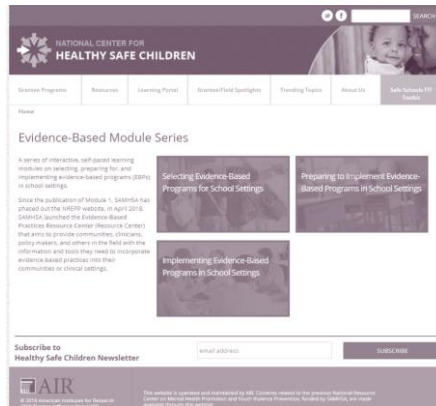 SEARCH
NATIONAL CENTER FOR
HEALTHY SAFE CHILDREN
Grantee Programs
Resources
Learning Portal
Grantee/Field Spotlights
Trending Topics
About Us
Safe Schools FIT
Toolkit
Home
Evidence-Based Module Series
A series of interactive, self-paced learning
modules on selecting, preparing for, and
implementing evidence-based programs (EBPs)
in school settings.
Since the publication of Module 1, SAMHSA has
phased out the NREPP website. In April 2018,
SAMHSA launched the Evidence-Based
Practices Resource Center (Resource Center)
that aims to provide communities, clinicians,
policy makers, and others in the field with the
information and tools they need to incorporate
evidence-based practices into their
communities or clinical settings.
Selecting Evidence-Based
Programs for School Settings
Preparing to Implement Evidence-
Based Programs in School Settings
Implementing Evidence-Based
Programs in School Settings
Subscribe to
Healthy Safe Children Newsletter
email address
SUBSCRIBE
AIR
© 2018 American Institutes for Research
This website is operated and maintained by AIR. Contents related to the previous National Resource
Center on Mental Health Promotion and Youth Violence Prevention, funded by SAMHSA, are made
available through this website.